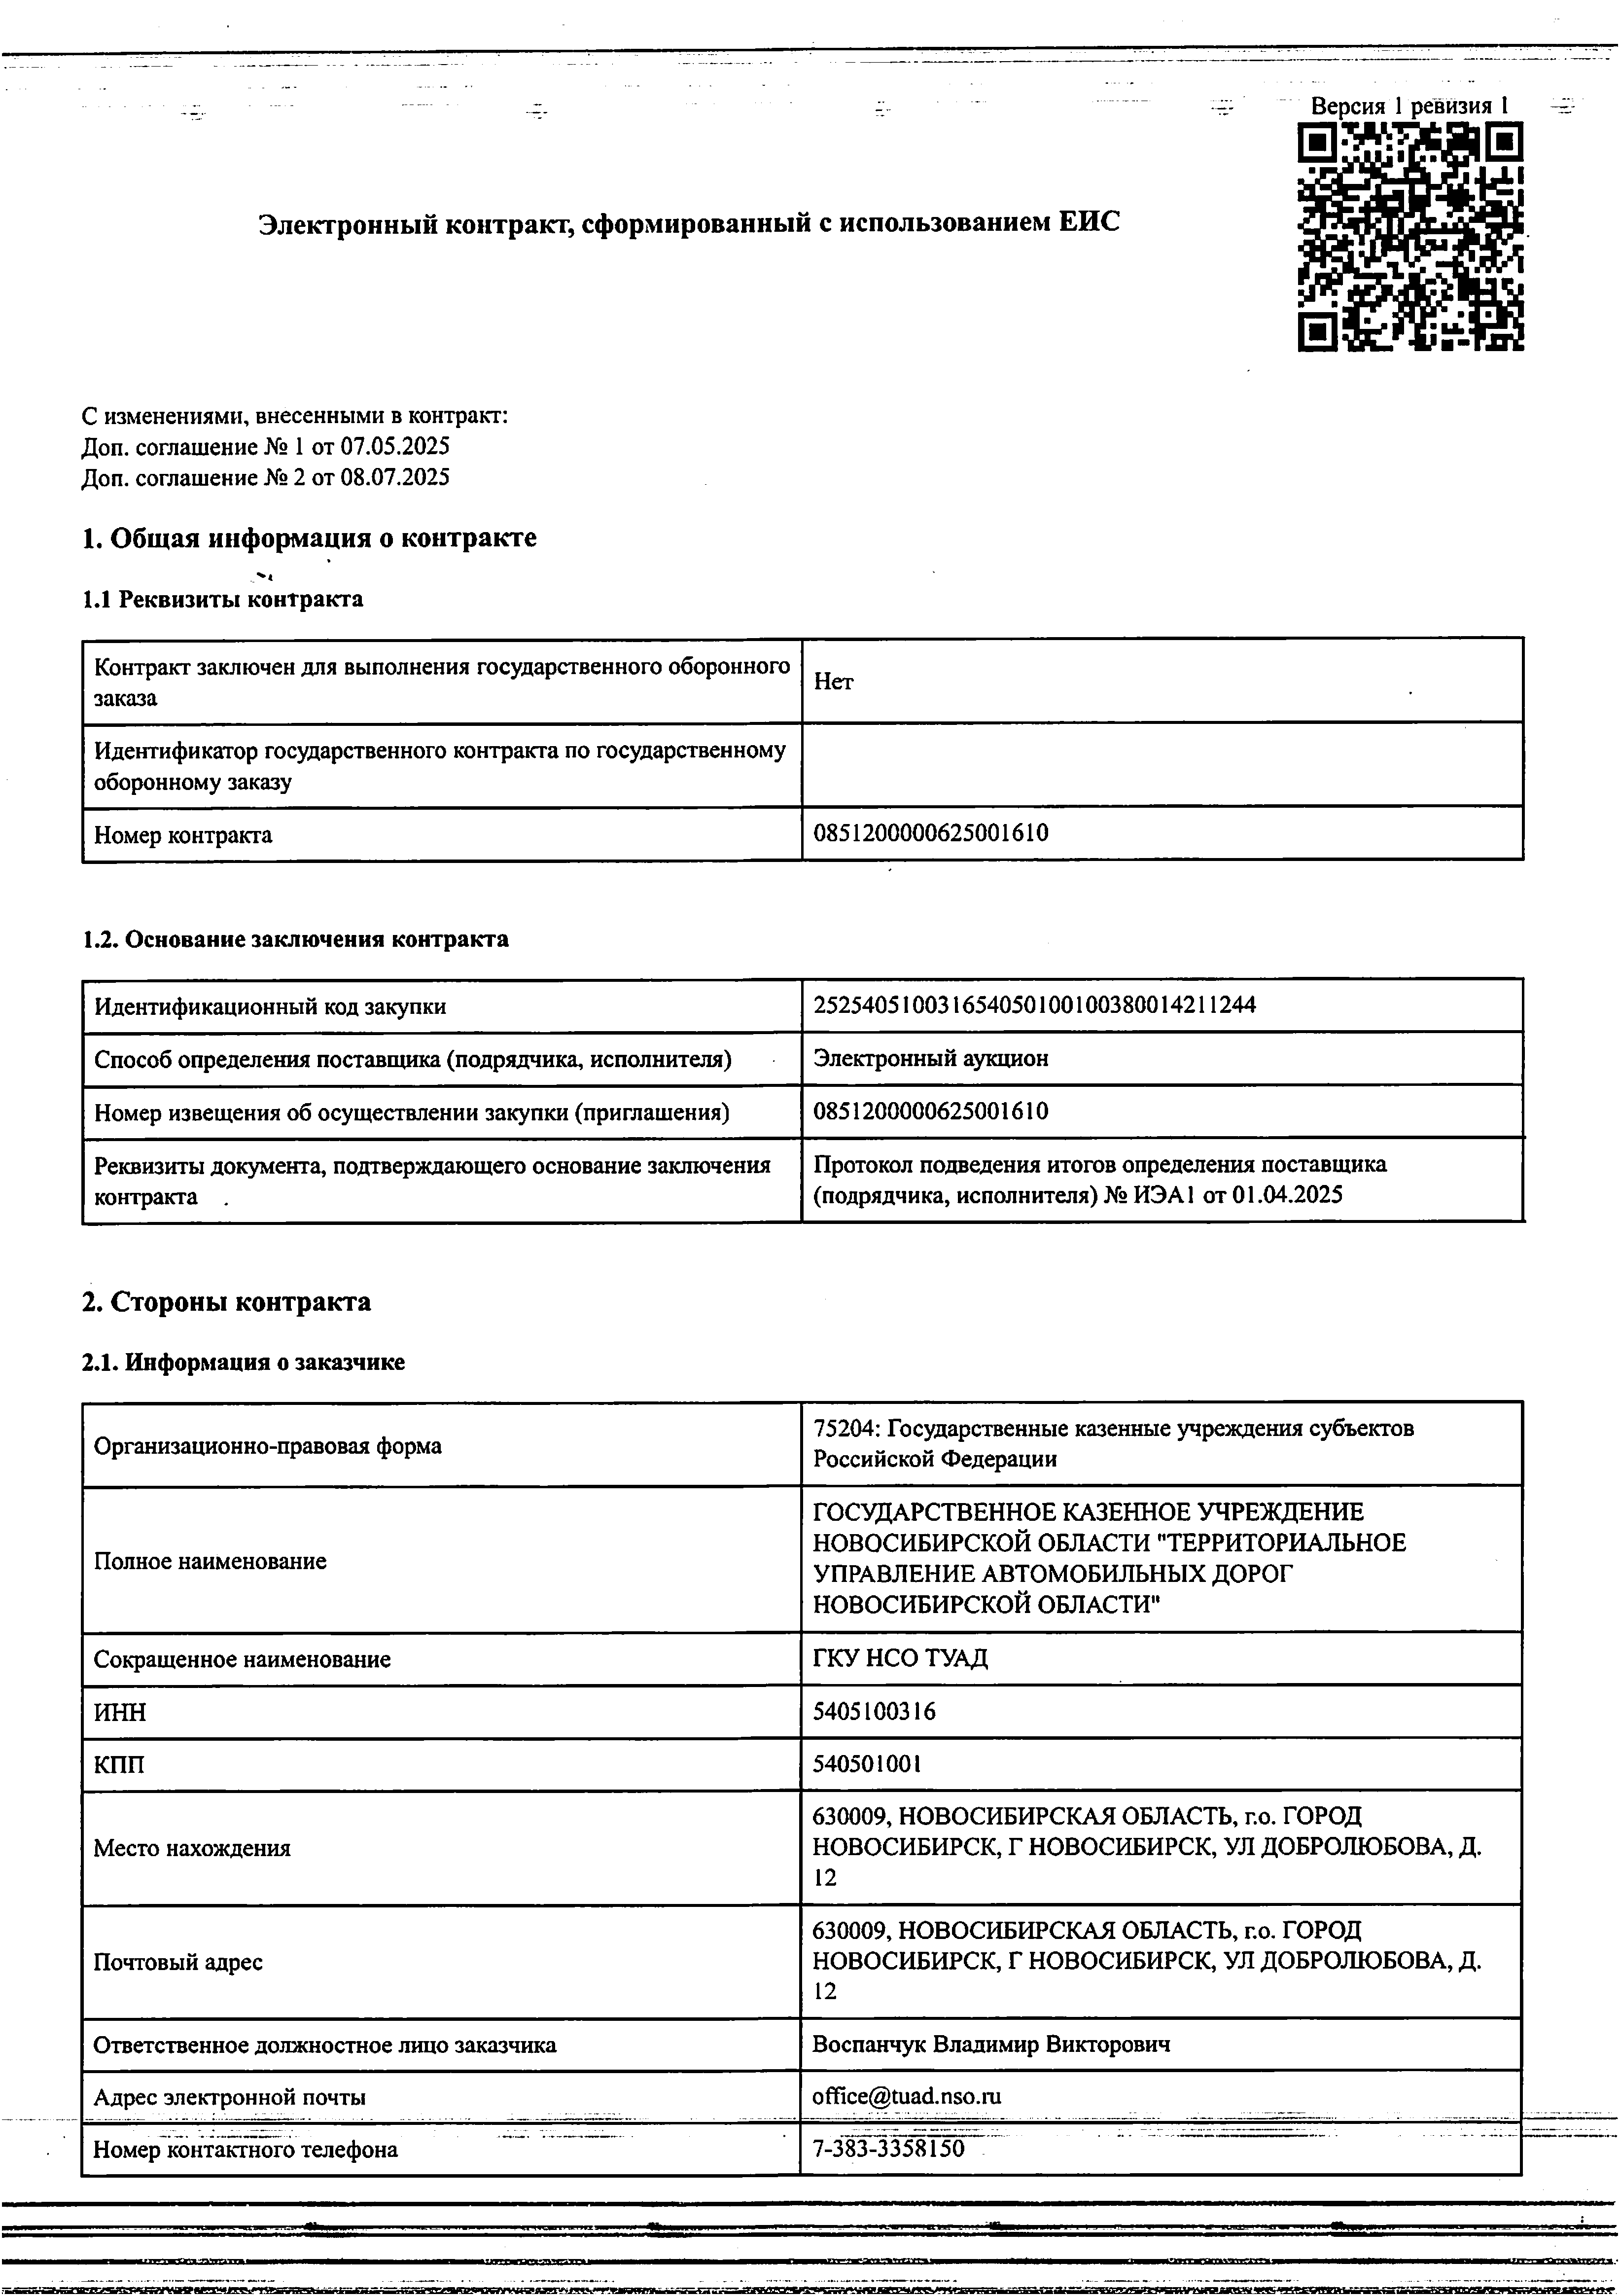 Версия 1 ревизия 1
Электронный контракт, сформированный с использованием ЕИС
С изменениями, внесенными в контракт:
Доп. соглашение № 1 от 07.05.2025
Доп. соглашение № 2 от 08.07.2025
1. Общая информация о контракте
1.1 Реквизиты контракта
Контракт заключен для выполнения государственного оборонного
заказа
Нет
Идентификатор государственного контракта по государственному
оборонному заказу
Номер контракта
0851200000625001610
1.2. Основание заключения контракта
Идентификационный код закупки
252540510031654050100100380014211244
Способ определения поставщика (подрядчика, исполнителя)
Электронный аукцион
Номер извещения об осуществлении закупки (приглашения)
0851200000625001610
Реквизиты документа, подтверждающего основание заключения
контракта
Протокол подведения итогов определения поставщика
(подрядчика, исполнителя) № ИЭА1 от 01.04.2025
2. Стороны контракта
2.1. Информация о заказчике
Организационно-правовая форма
75204: Государственные казенные учреждения субъектов
Российской Федерации
Полное наименование
ГОСУДАРСТВЕННОЕ КАЗЕННОЕ УЧРЕЖДЕНИЕ
НОВОСИБИРСКОЙ ОБЛАСТИ "ТЕРРИТОРИАЛЬНОЕ
УПРАВЛЕНИЕ АВТОМОБИЛЬНЫХ ДОРОГ
НОВОСИБИРСКОЙ ОБЛАСТИ"
Сокращенное наименование
ГКУ НСО ТУАД
ИНН
5405100316
КПП
540501001
Место нахождения
630009, НОВОСИБИРСКАЯ ОБЛАСТЬ, г.о. ГОРОД
НОВОСИБИРСК, Г НОВОСИБИРСК, УЛ ДОБРОЛЮБОВА, Д.
12
Почтовый адрес
630009, НОВОСИБИРСКАЯ ОБЛАСТЬ, г.о. ГОРОД
НОВОСИБИРСК, Г НОВОСИБИРСК, УЛ ДОБРОЛЮБОВА, Д.
12
Ответственное должностное лицо заказчика
Воспанчук Владимир Викторович
Адрес электронной почты
office@tuad.nso.ru
Номер контактного телефона
7-383-3358150